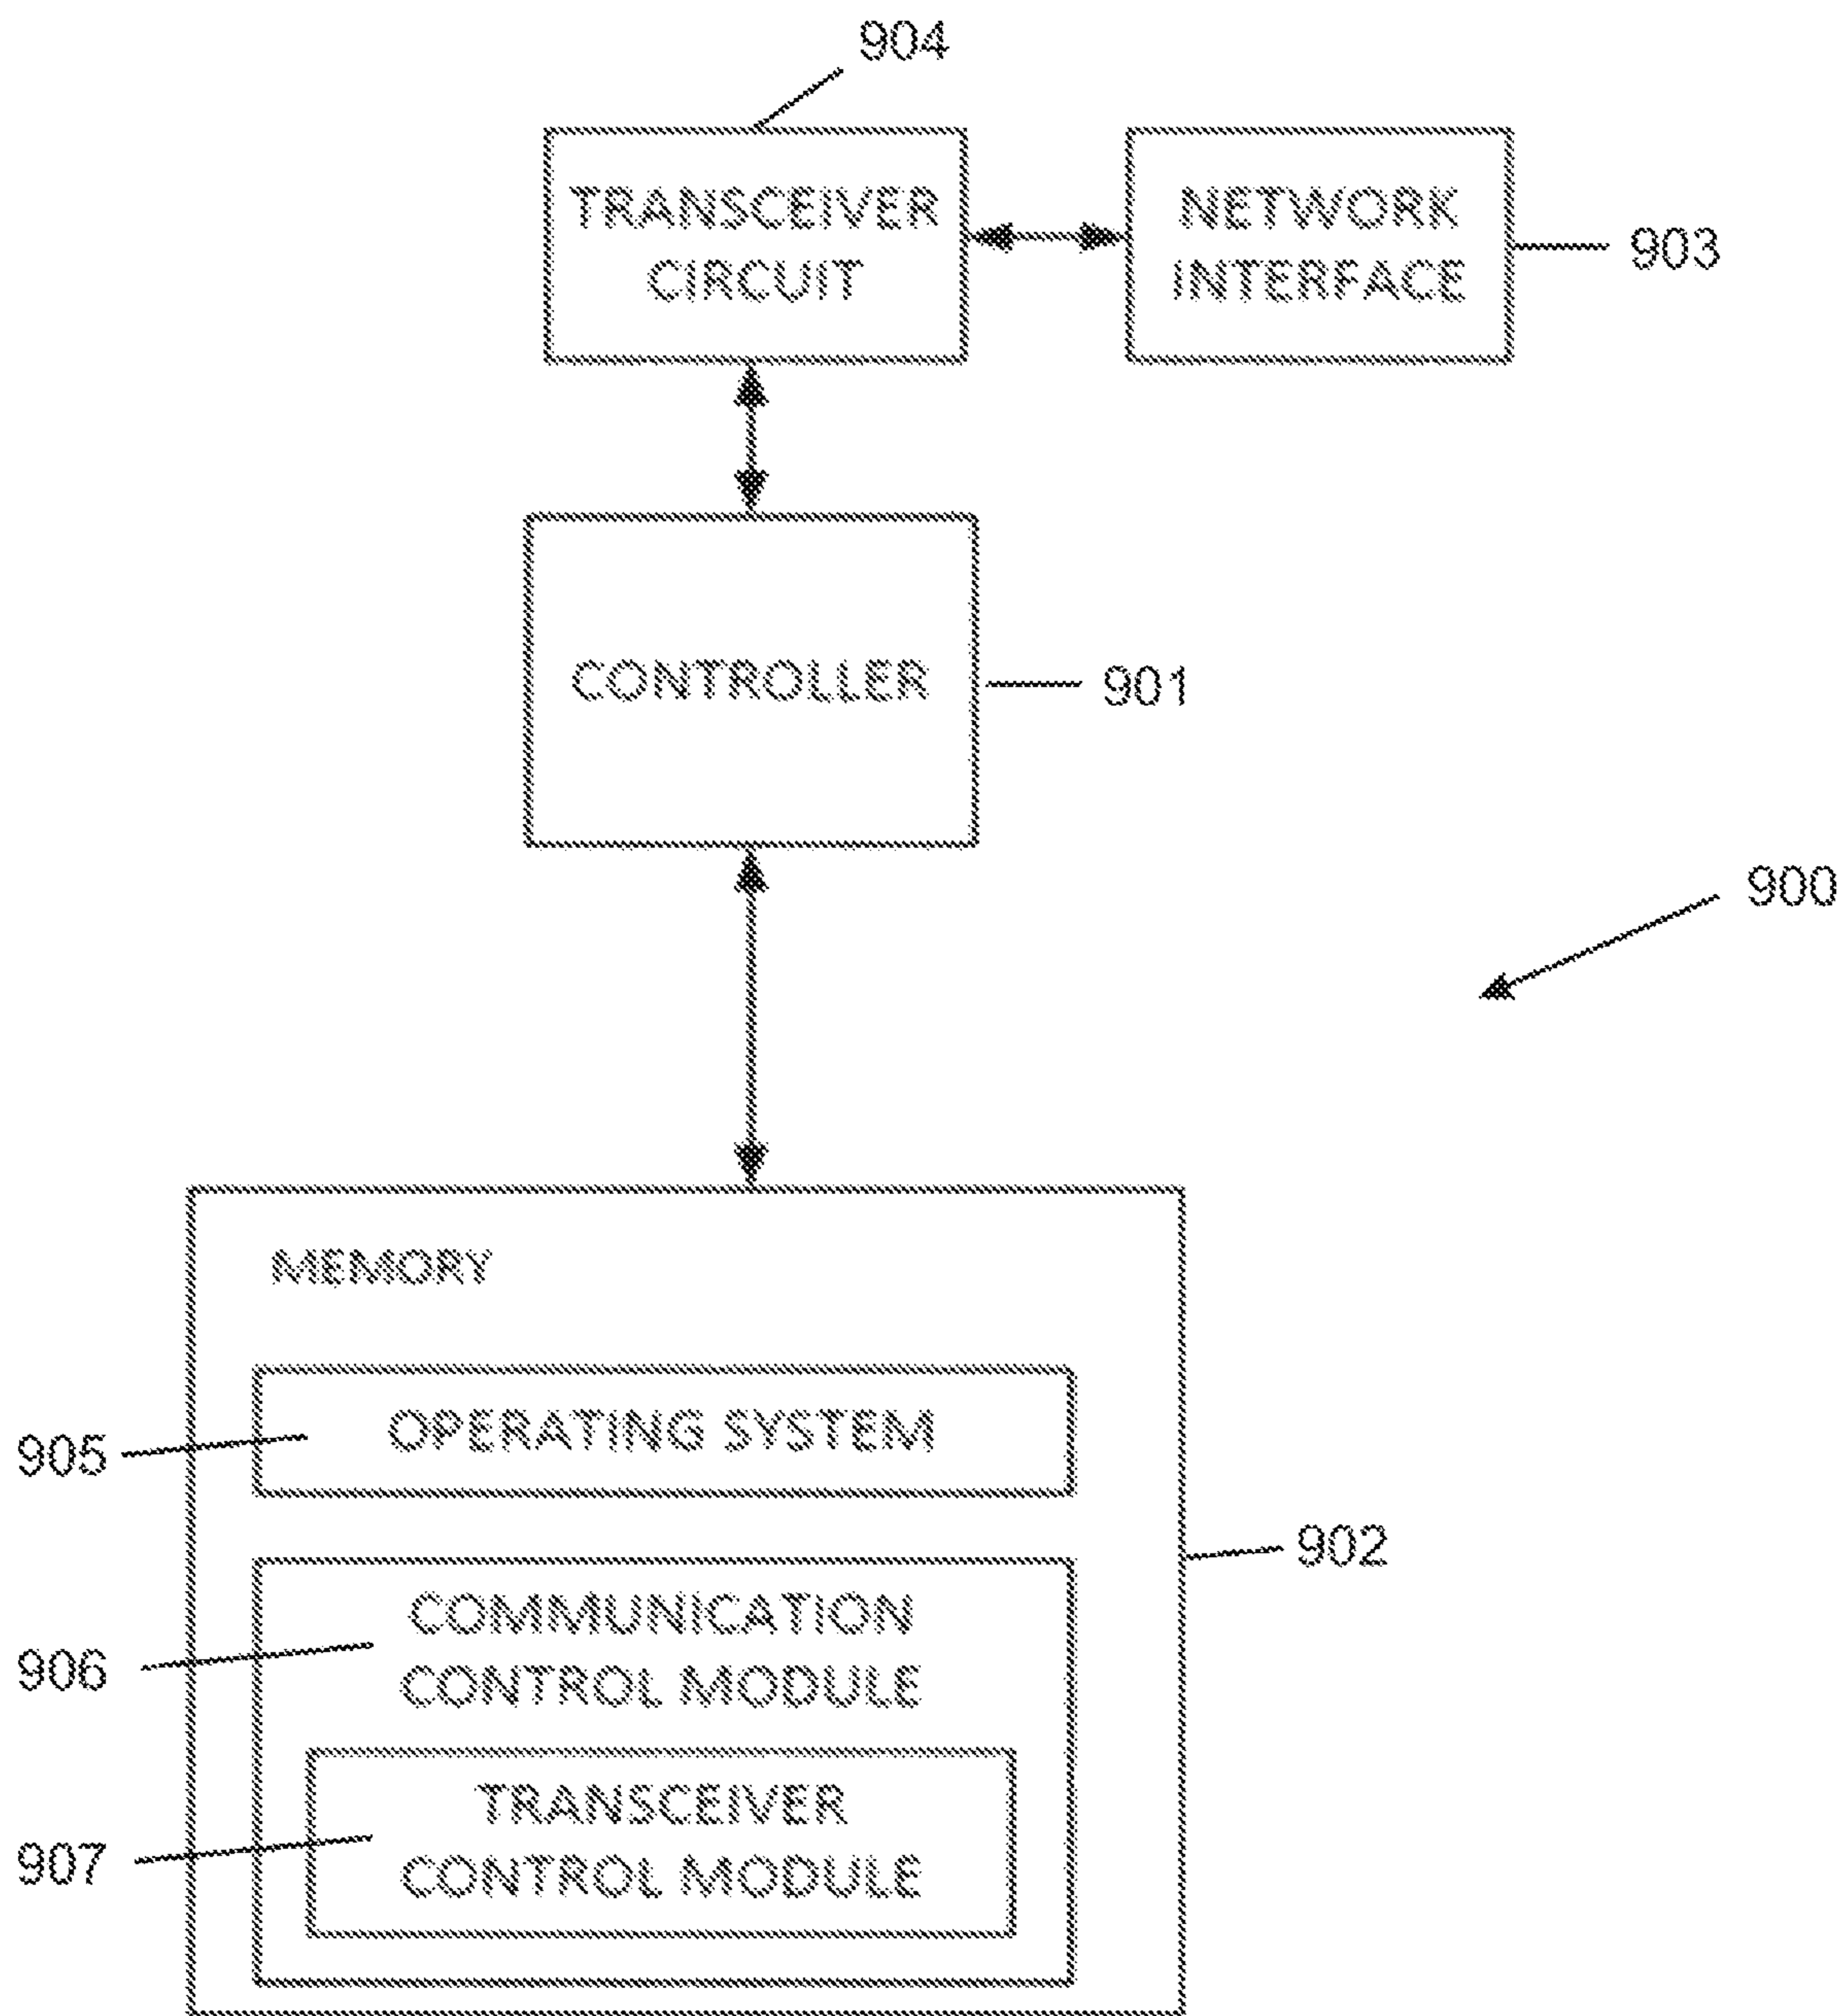 904
TRANSCEIVER
CIRCUIT
NETWORK
INTERFACE
903
CONTROLLER
901
900
MEMORY
OPERATING SYSTEM
905
902
COMMUNICATION
CONTROL MODULE
906
TRANSCEIVER
CONTROL MODULE
907